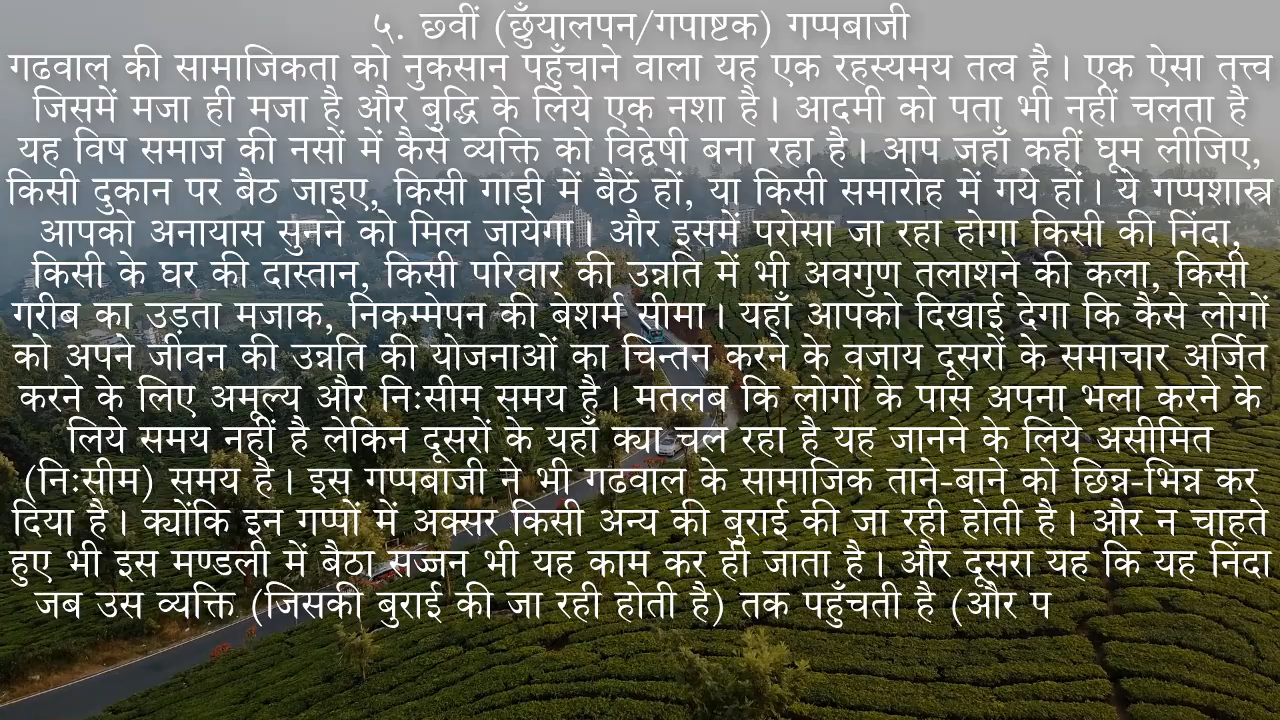 ५. छ्वीं (छुँयालपन/गपाष्टक) गप्पबाजी
गढवाल की सामाजिकता को नुकसान पहुँचाने वाला यह एक रहस्यमय तत्व है। एक ऐसा तत्त्व
जिसमें मजा ही मजा है और बुद्धि के लिये एक नशा है। आदमी को पता भी नहीं चलता है
यह विष समाज की नसों में कैसे व्यक्ति को विद्वेषी बना रहा है। आप जहाँ कहीं घूम लीजिए,
किसी दुकान पर बैठ जाइए, किसी गाड़ी में बैठें हों, या किसी समारोह में गये हों। ये गप्पशास्त्र
आपको अनायास सुनने को मिल जायेगा। और इसमें परोसा जा रहा होगा किसी की निंदा,
किसी के घर की दास्तान, किसी परिवार की उन्नति में भी अवगुण तलाशने की कला, किसी
गरीब का उड़ता मजाक, निकम्मेपन की बेशर्म सीमा। यहाँ आपको दिखाई देगा कि कैसे लोगों
को अपने जीवन की उन्नति की योजनाओं का चिन्तन करने के वजाय दूसरों के समाचार अर्जित
करने के लिए अमूल्य और निःसीम समय है। मतलब कि लोगों के पास अपना भला करने के
लिये समय नहीं है लेकिन दूसरों के यहाँ क्या चल रहा है यह जानने के लिये असीमित
(निःसीम) समय है। इस गप्पबाजी ने भी गढवाल के सामाजिक ताने-बाने को छिन्न-भिन्न कर
दिया है। क्योंकि इन गप्पों में अक्सर किसी अन्य की बुराई की जा रही होती है। और न चाहते
हुए भी इस मण्डली में बैठा सज्जन भी यह काम कर ही जाता है। और दूसरा यह कि यह निंदा
जब उस व्यक्ति (जिसकी बुराई की जा रही होती है) तक पहुँचती है (और प